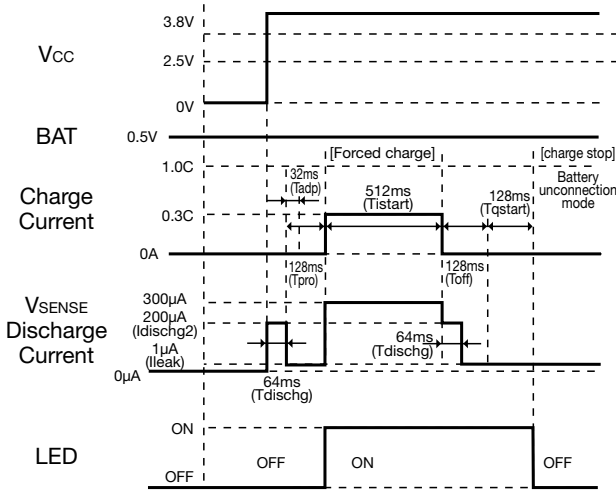 VCC
3.8V
2.5V
0V
BAT
0.5V
[Forced charge]
[charge stop]
Charge
Current
1.0C
0.3C
0A
32ms
(Tadp)
128ms
(Tpro)
512ms
(Tistart)
128ms
(Toff)
128ms
(Tqstart)
Battery
unconnection
mode
VSENSE
Discharge
Current
300µA
200µA
(Idischg2)
1µA
(Ileak)
0µA
64ms
(Tdischg)
64ms
(Tdischg)
LED
ON
OFF
OFF
ON
OFF